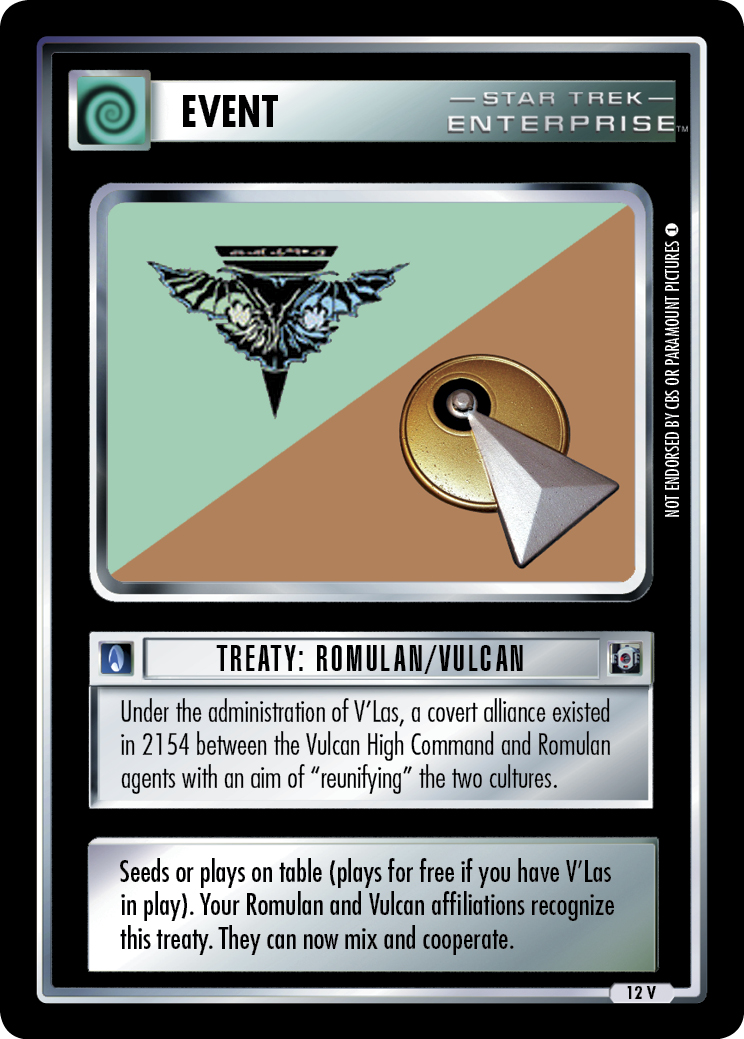 EVENT
— STAR TREK —
ENTERPRISE™
NOT ENDORSED BY CBS OR PARAMOUNT PICTURES 1
TREATY: ROMULAN/VULCAN
Under the administration of V’Las, a covert alliance existed
in 2154 between the Vulcan High Command and Romulan
agents with an aim of “reunifying” the two cultures.
Seeds or plays on table (plays for free if you have V’Las
in play). Your Romulan and Vulcan affiliations recognize
this treaty. They can now mix and cooperate.
12 V